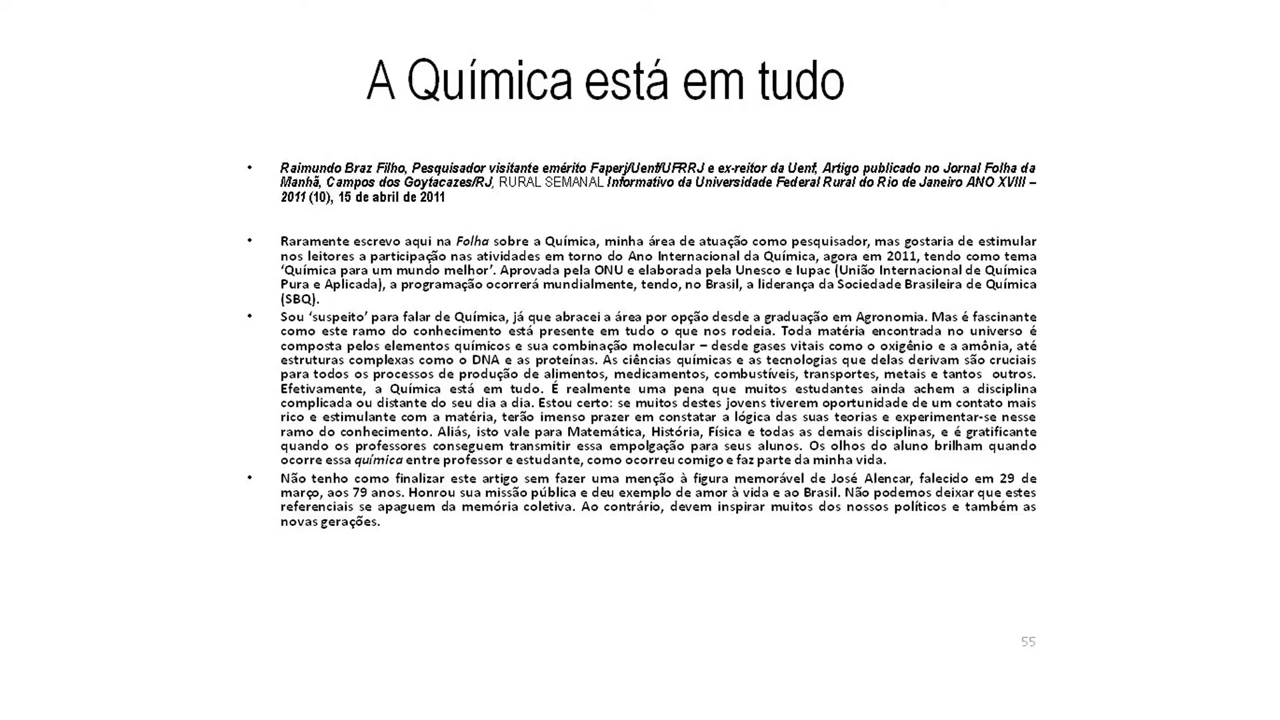 A Química está em tudo
• Raimundo Braz Filho, Pesquisador visitante emérito Faperj/Uenf/UFRRJ e ex-reitor da Uenf, Artigo publicado no Jornal Folha da
Manhã, Campos dos Goytacazes/RJ, RURAL SEMANAL Informativo da Universidade Federal Rural do Rio de Janeiro ANO XVIII –
2011 (10), 15 de abril de 2011
• Raramente escrevo aqui na Folha sobre a Química, minha área de atuação como pesquisador, mas gostaria de estimular
nos leitores a participação nas atividades em torno do Ano Internacional da Química, agora em 2011, tendo como tema
‘Química para um mundo melhor’. Aprovada pela ONU e elaborada pela Unesco e Iupac (União Internacional de Química
Pura e Aplicada), a programação ocorrerá mundialmente, tendo, no Brasil, a liderança da Sociedade Brasileira de Química
(SBQ).
• Sou ‘suspeito’ para falar de Química, já que abracei a área por opção desde a graduação em Agronomia. Mas é fascinante
como este ramo do conhecimento está presente em tudo o que nos rodeia. Toda matéria encontrada no universo é
composta pelos elementos químicos e sua combinação molecular – desde gases vitais como o oxigênio e a amônia, até
estruturas complexas como o DNA e as proteínas. As ciências químicas e as tecnologias que delas derivam são cruciais
para todos os processos de produção de alimentos, medicamentos, combustíveis, transportes, metais e tantos outros.
Efetivamente, a Química está em tudo. É realmente uma pena que muitos estudantes ainda achem a disciplina
complicada ou distante do seu dia a dia. Estou certo: se muitos destes jovens tiverem oportunidade de um contato mais
rico e estimulante com a matéria, terão imenso prazer em constatar a lógica das suas teorias e experimentar-se nesse
ramo do conhecimento. Aliás, isto vale para Matemática, História, Física e todas as demais disciplinas, e é gratificante
quando os professores conseguem transmitir essa empolgação para seus alunos. Os olhos do aluno brilham quando
ocorre essa química entre professor e estudante, como ocorreu comigo e faz parte da minha vida.
• Não tenho como finalizar este artigo sem fazer uma menção à figura memorável de José Alencar, falecido em 29 de
março, aos 79 anos. Honrou sua missão pública e deu exemplo de amor à vida e ao Brasil. Não podemos deixar que estes
referenciais se apaguem da memória coletiva. Ao contrário, devem inspirar muitos dos nossos políticos e também as
novas gerações.
55